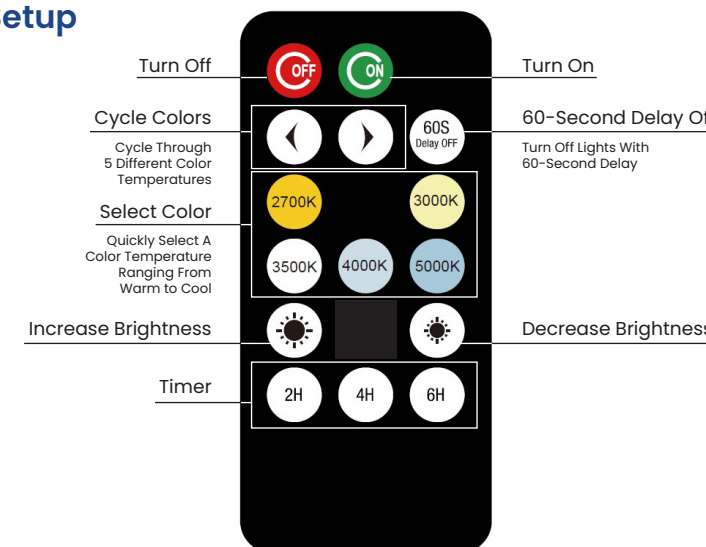 Setup
OFF
ON
Turn Off
Turn On
Cycle Colors
Cycle Through
5 Different Color
Temperatures
60S
Delay OFF
60-Second Delay Of
Turn Off Lights With
60-Second Delay
Select Color
Quickly Select A
Color Temperature
Ranging From
Warm to Cool
2700K
3000K
3500K
4000K
5000K
Increase Brightness
Decrease Brightness
Timer
2H
4H
6H